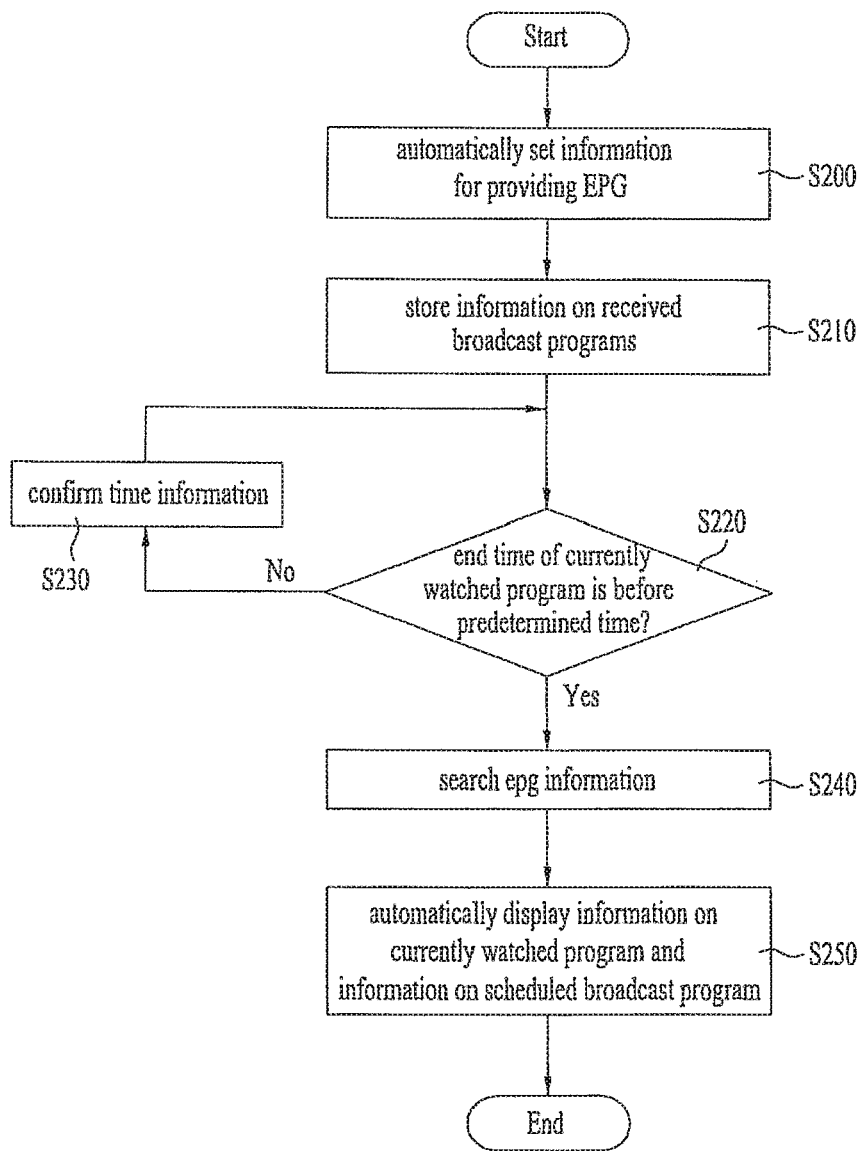 Start
automatically set information
for providing EPG
S200
store information on received
broadcast programs
S210
confirm time information
S230
No
S220
end time of currently
watched program is before
predetermined time?
Yes
search epg information
S240
automatically display information on
currently watched program and
information on scheduled broadcast program
S250
End